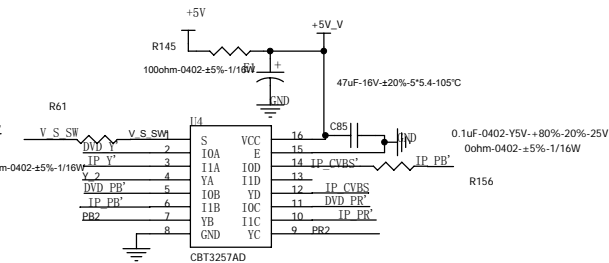 +5V
+5V_V
R145
100ohm-0402-±5%-1/16W
+
47uF-16V-±20%-5*5.4-105℃
GND
R61
U4
C85
GND
0.1uF-0402-Y5V-+80%-20%-25V
0ohm-0402-±5%-1/16W
V_S_SW
V_S_SW
1
S
VCC
16
DVD_Y'
2
I0A
E
15
m-0402-±5%-1/16W
IP_Y'
3
I1A
I0D
14
IP_CVBS'
IP_PB'
Y_2
4
YA
I1D
13
R156
DVD_PB'
5
I0B
YD
12
IP_CVBS
IP_PB'
6
I1B
I0C
11
DVD_PR'
PB2
7
YB
I1C
10
IP_PR'
8
GND
YC
9
PR2
CBT3257AD